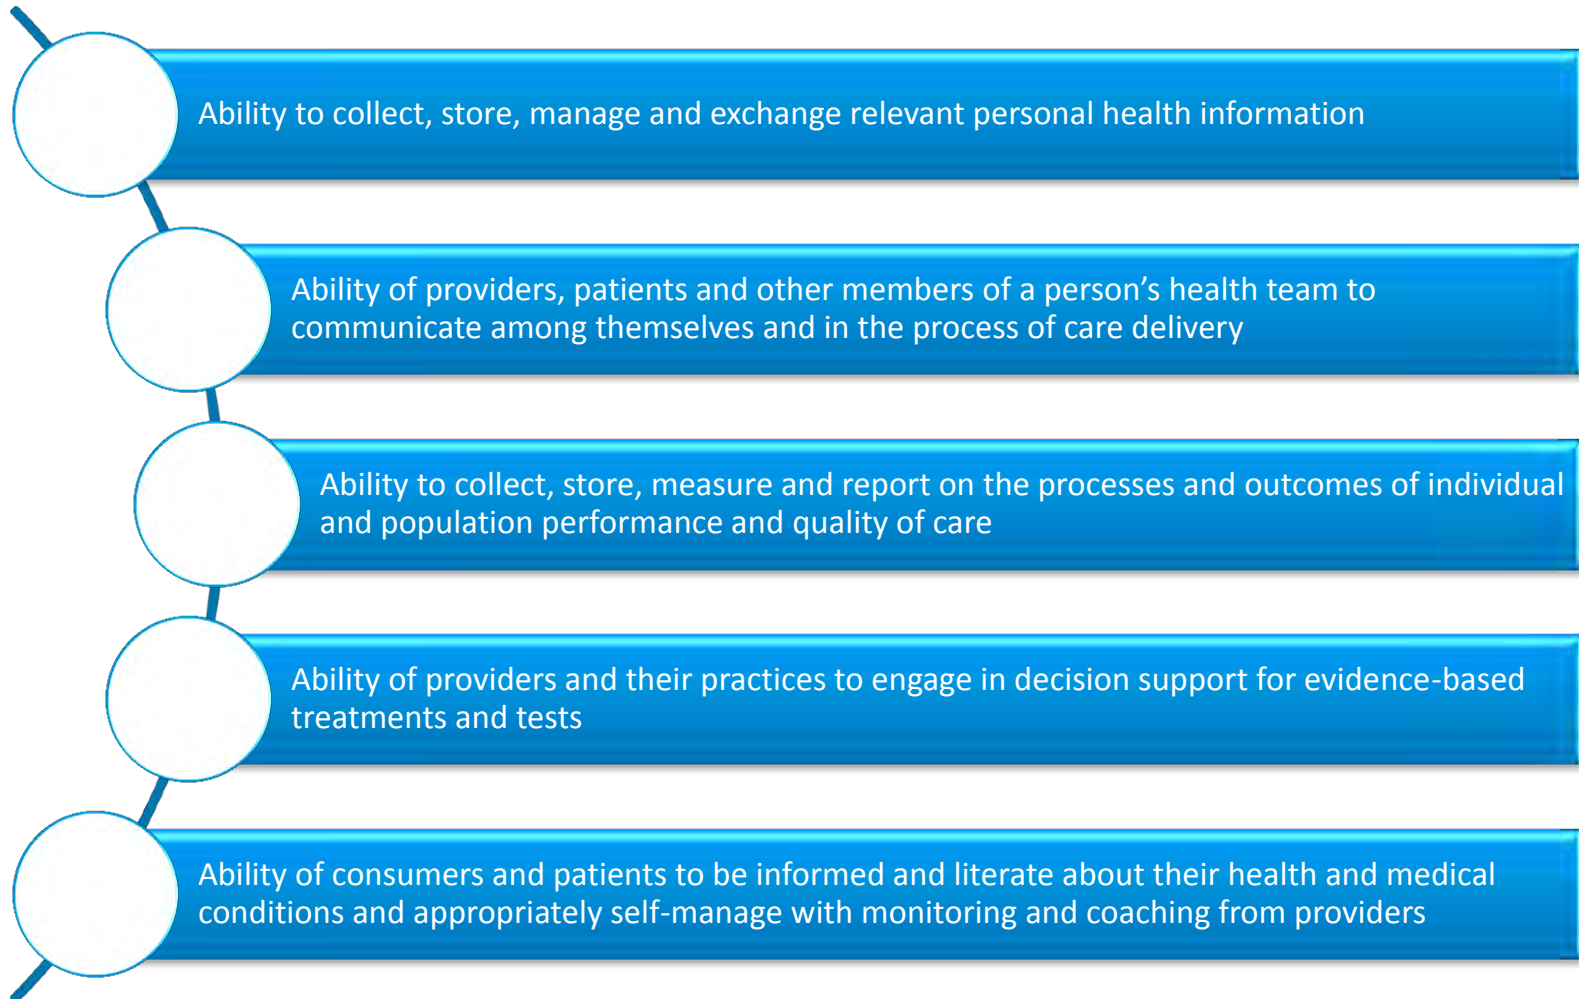 Ability to collect, store, manage and exchange relevant personal health information
Ability of providers, patients and other members of a person’s health team to
communicate among themselves and in the process of care delivery
Ability to collect, store, measure and report on the processes and outcomes of individual
and population performance and quality of care
Ability of providers and their practices to engage in decision support for evidence-based
treatments and tests
Ability of consumers and patients to be informed and literate about their health and medical
conditions and appropriately self-manage with monitoring and coaching from providers